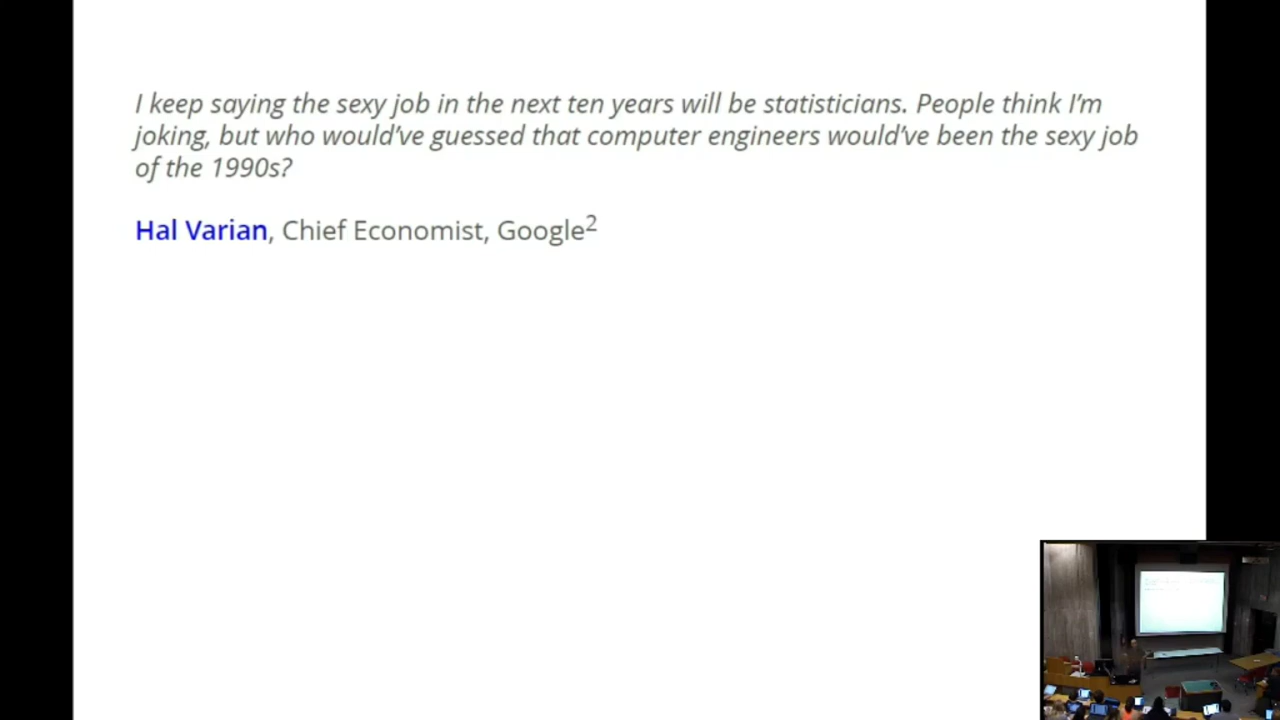 I keep saying the sexy job in the next ten years will be statisticians. People think I'm
joking, but who would've guessed that computer engineers would've been the sexy job
of the 1990s?
Hal Varian, Chief Economist, Google2